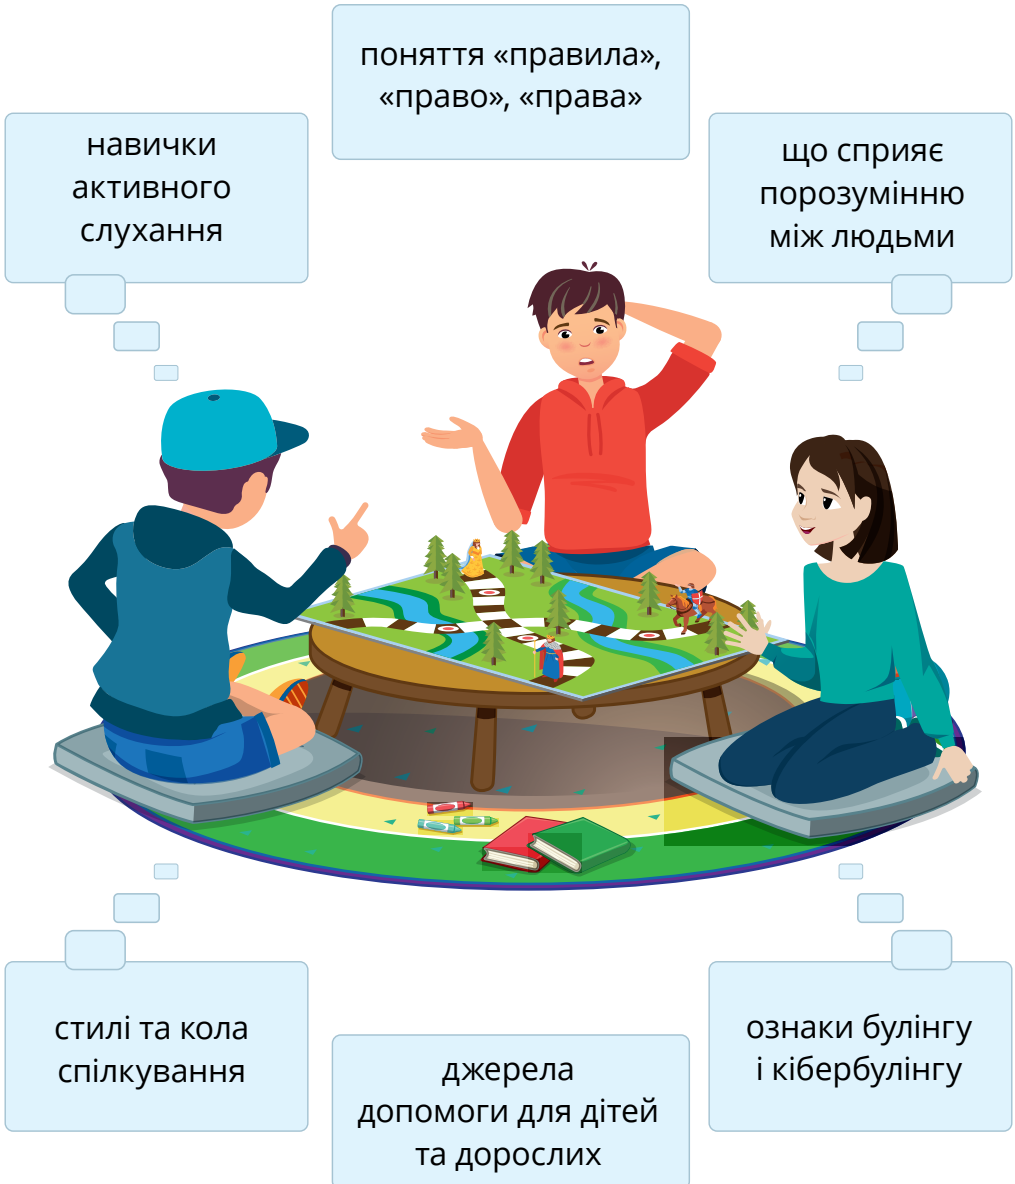 поняття «правила»,
«право», «права»
навички
активного
слухання
що сприяє
порозумінню
між людьми
стилі та кола
спілкування
джерела
допомоги для дітей
та дорослих
ознаки булінгу
і кібербулінгу